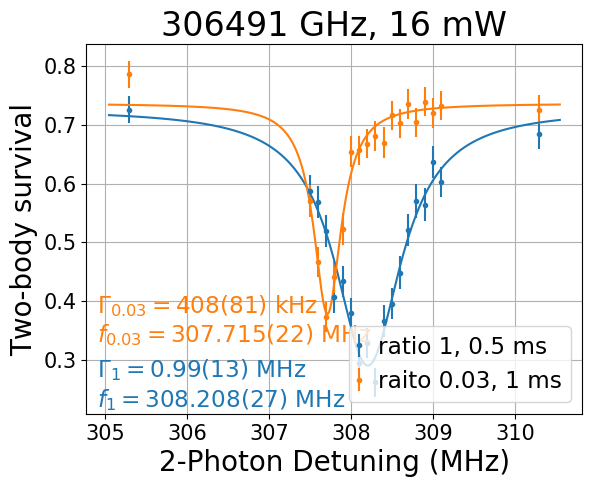 306491 GHz, 16 mW
Two-body survival
0.8
0.7
0.6
0.5
0.4
0.3
Γ0.03 = 408(81) kHz
f0.03 = 307.715(22) MHz
Γ1 = 0.99(13) MHz
f1 = 308.208(27) MHz
ratio 1, 0.5 ms
raito 0.03, 1 ms
305 306 307 308 309 310
2-Photon Detuning (MHz)